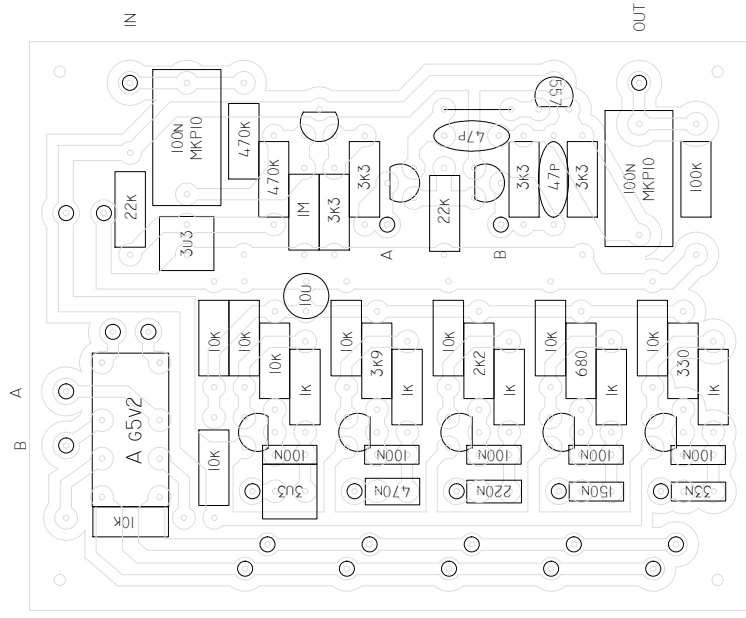 IN
OUT
557
100N
MKP10
470K
47P
100N
MKP10
470K
3K3
3K3
47P
3K3
100K
22K
1M
3K3
22K
3U3
A
B
10U
10K
10K
10K
10K
10K
10K
10K
3K9
2K2
680
330
1K
1K
1K
1K
1K
A
B
A G5V2
10K
100N
100N
100N
100N
100N
3U3
470N
220N
150N
33N
10K